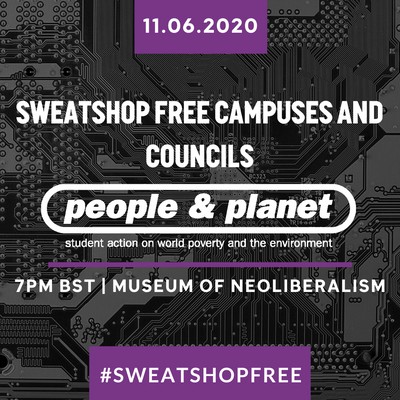 11.06.2020
SWEATSHOP FREE CAMPUSES AND
COUNCILS
people & planet
student action on world poverty and the environment
7PM BST | MUSEUM OF NEOLIBERALISM
#SWEATSHOPFREE